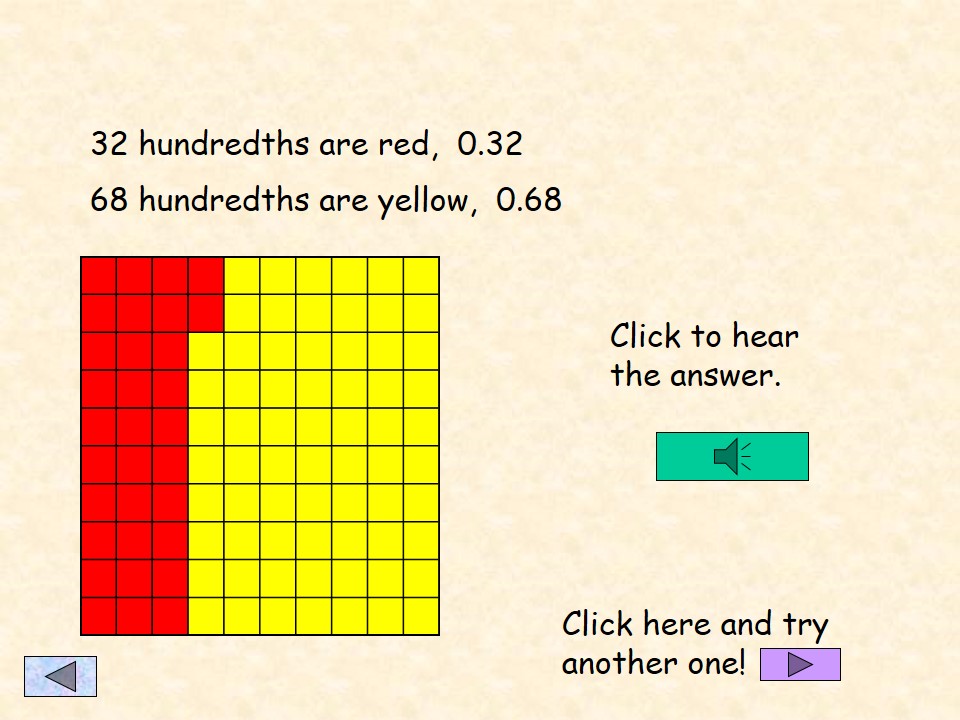 32 hundredths are red, 0.32
68 hundredths are yellow, 0.68
Click to hear
the answer.
Click here and try
another one!